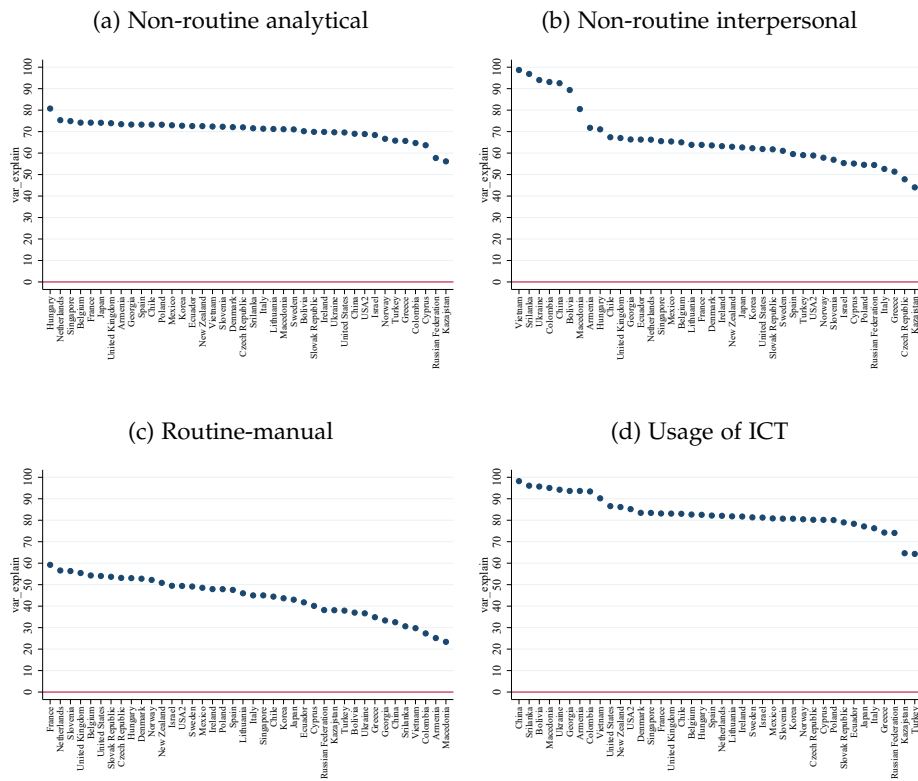 (a) Non-routine analytical
var_explain
100
90
80
70
60
50
40
30
20
10
0
Hungary
Netherlands
Singapore
Belgium
France
Japan
United Kingdom
Armenia
Georgia
Spain
Chile
Poland
Mexico
Korea
Ecuador
New Zealand
Vietnam
Slovenia
Denmark
Czech Republic
Srilanka
Italy
Lithuania
Macedonia
Sweden
Bolivia
Slovak Republic
Ireland
Ukraine
United States
China
USA2
Israel
Norway
Turkey
Greece
Colombia
Cyprus
Russian Federation
Kazajistan
(b) Non-routine interpersonal
var_explain
100
90
80
70
60
50
40
30
20
10
0
Vietnam
Srilanka
Ukraine
Colombia
China
Bolivia
Macedonia
Armenia
Hungary
Chile
United Kingdom
Georgia
Ecuador
Netherlands
Singapore
Mexico
Belgium
Lithuania
France
Denmark
Ireland
New Zealand
Japan
Korea
United States
Slovak Republic
Sweden
Spain
Turkey
USA2
Norway
Slovenia
Israel
Cyprus
Poland
Russian Federation
Italy
Greece
Czech Republic
Kazajistan
(c) Routine-manual
var_explain
100
90
80
70
60
50
40
30
20
10
0
France
Netherlands
Slovenia
United Kingdom
Belgium
United States
Slovak Republic
Czech Republic
Hungary
Denmark
Norway
New Zealand
Israel
USA2
Sweden
Mexico
Ireland
Poland
Spain
Lithuania
Italy
Singapore
Chile
Korea
Japan
Ecuador
Cyprus
Russian Federation
Kazajistan
Turkey
Bolivia
Ukraine
Greece
Georgia
China
Srilanka
Vietnam
Colombia
Armenia
Macedonia
(d) Usage of ICT
var_explain
100
90
80
70
60
50
40
30
20
10
0
China
Srilanka
Bolivia
Macedonia
Ukraine
Georgia
Armenia
Colombia
Vietnam
United States
New Zealand
USA2
Denmark
Singapore
France
United Kingdom
Chile
Belgium
Hungary
Spain
Netherlands
Lithuania
Ireland
Sweden
Israel
Mexico
Slovenia
Korea
Norway
Czech Republic
Cyprus
Poland
Slovak Republic
Ecuador
Japan
Italy
Greece
Russian Federation
Kazajistan
Turkey